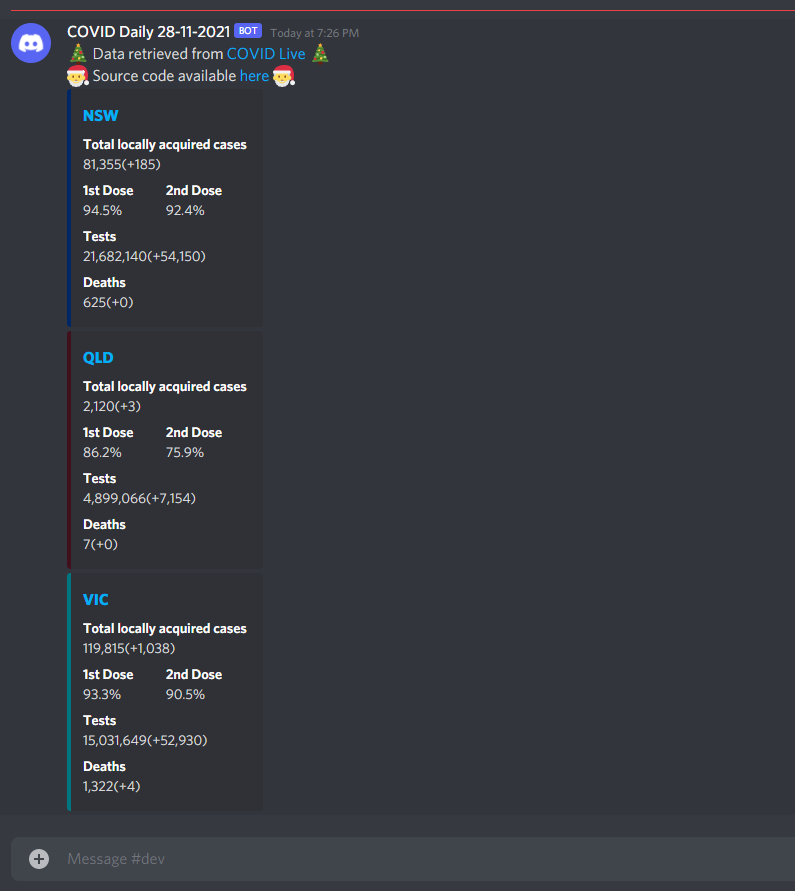 COVID Daily 28-11-2021 BOT Today at 7:26 PM
🎄 Data retrieved from COVID Live 🎄
🎅 Source code available here 🎅
NSW
Total locally acquired cases
81,355(+185)
1st Dose 2nd Dose
94.5% 92.4%
Tests
21,682,140(+54,150)
Deaths
625(+0)
QLD
Total locally acquired cases
2,120(+3)
1st Dose 2nd Dose
86.2% 75.9%
Tests
4,899,066(+7,154)
Deaths
7(+0)
VIC
Total locally acquired cases
119,815(+1,038)
1st Dose 2nd Dose
93.3% 90.5%
Tests
15,031,649(+52,930)
Deaths
1,322(+4)
Message #dev